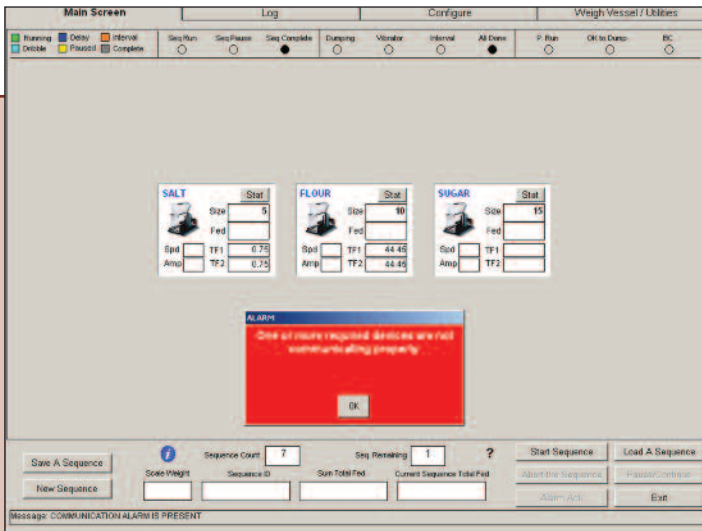 Main Screen Log Configure Weigh Vessel / Utilities
Running Delay Interval Seq Run Seq Pause Seq Complete Dumping Vibrator Interval All Done P. Run OK to Dump BC
Dribble Paused Complete
SALT Stat FLOUR Stat SUGAR Stat
Size 5 Size 10 Size 15
Fed Fed Fed
Spd TF1 0.75 Spd TF1 44.45 Spd TF1
Amp TF2 0.75 Amp TF2 44.45 Amp TF2
ALARM
One or more required devices are not
communicating properly
OK
Save A Sequence Sequence Count 7 Seq Remaining 1 ? Start Sequence Load A Sequence
Scale Weight Sequence ID Sum Total Fed Current Sequence Total Fed Abort the Sequence Pause/Continue
New Sequence Alarm Ack Exit
Message: COMMUNICATION ALARM IS PRESENT